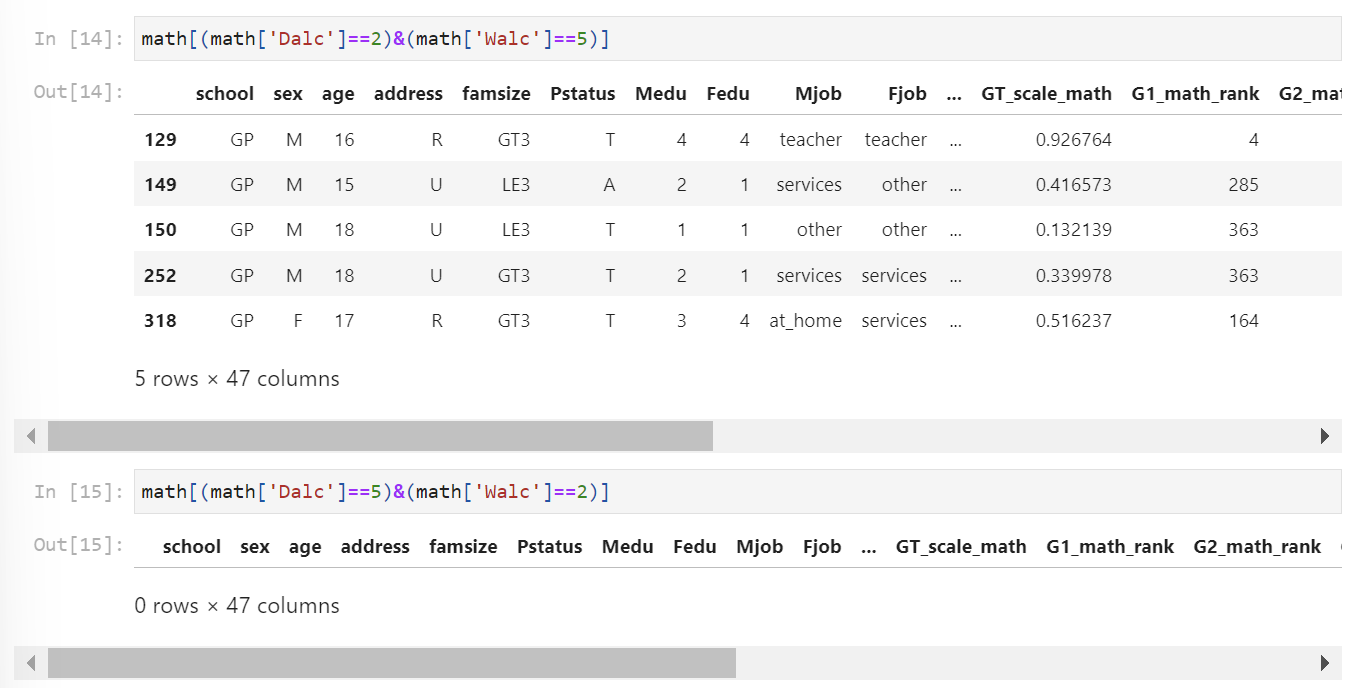 In [14]: math[(math['Dalc']==2)&(math['Walc']==5)]
Out[14]:
school sex age address famsize Pstatus Medu Fedu Mjob Fjob ... GT_scale_math G1_math_rank G2_mat
129 GP M 16 R GT3 T 4 4 teacher teacher ... 0.926764 4
149 GP M 15 U LE3 A 2 1 services other ... 0.416573 285
150 GP M 18 U LE3 T 1 1 other other ... 0.132139 363
252 GP M 18 U GT3 T 2 1 services services ... 0.339978 363
318 GP F 17 R GT3 T 3 4 at_home services ... 0.516237 164
5 rows × 47 columns
In [15]: math[(math['Dalc']==5)&(math['Walc']==2)]
Out[15]:
school sex age address famsize Pstatus Medu Fedu Mjob Fjob ... GT_scale_math G1_math_rank G2_math_rank
0 rows × 47 columns